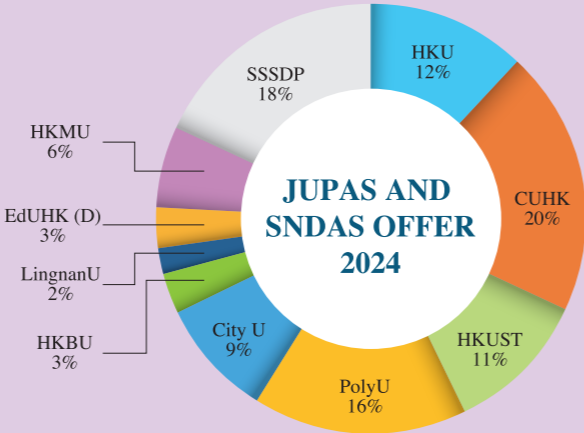 JUPAS AND
SNDAS OFFER
2024
HKU
12%
CUHK
20%
HKUST
11%
PolyU
16%
City U
9%
HKBU
3%
LingnanU
2%
EdUHK (D)
3%
HKMU
6%
SSSDP
18%